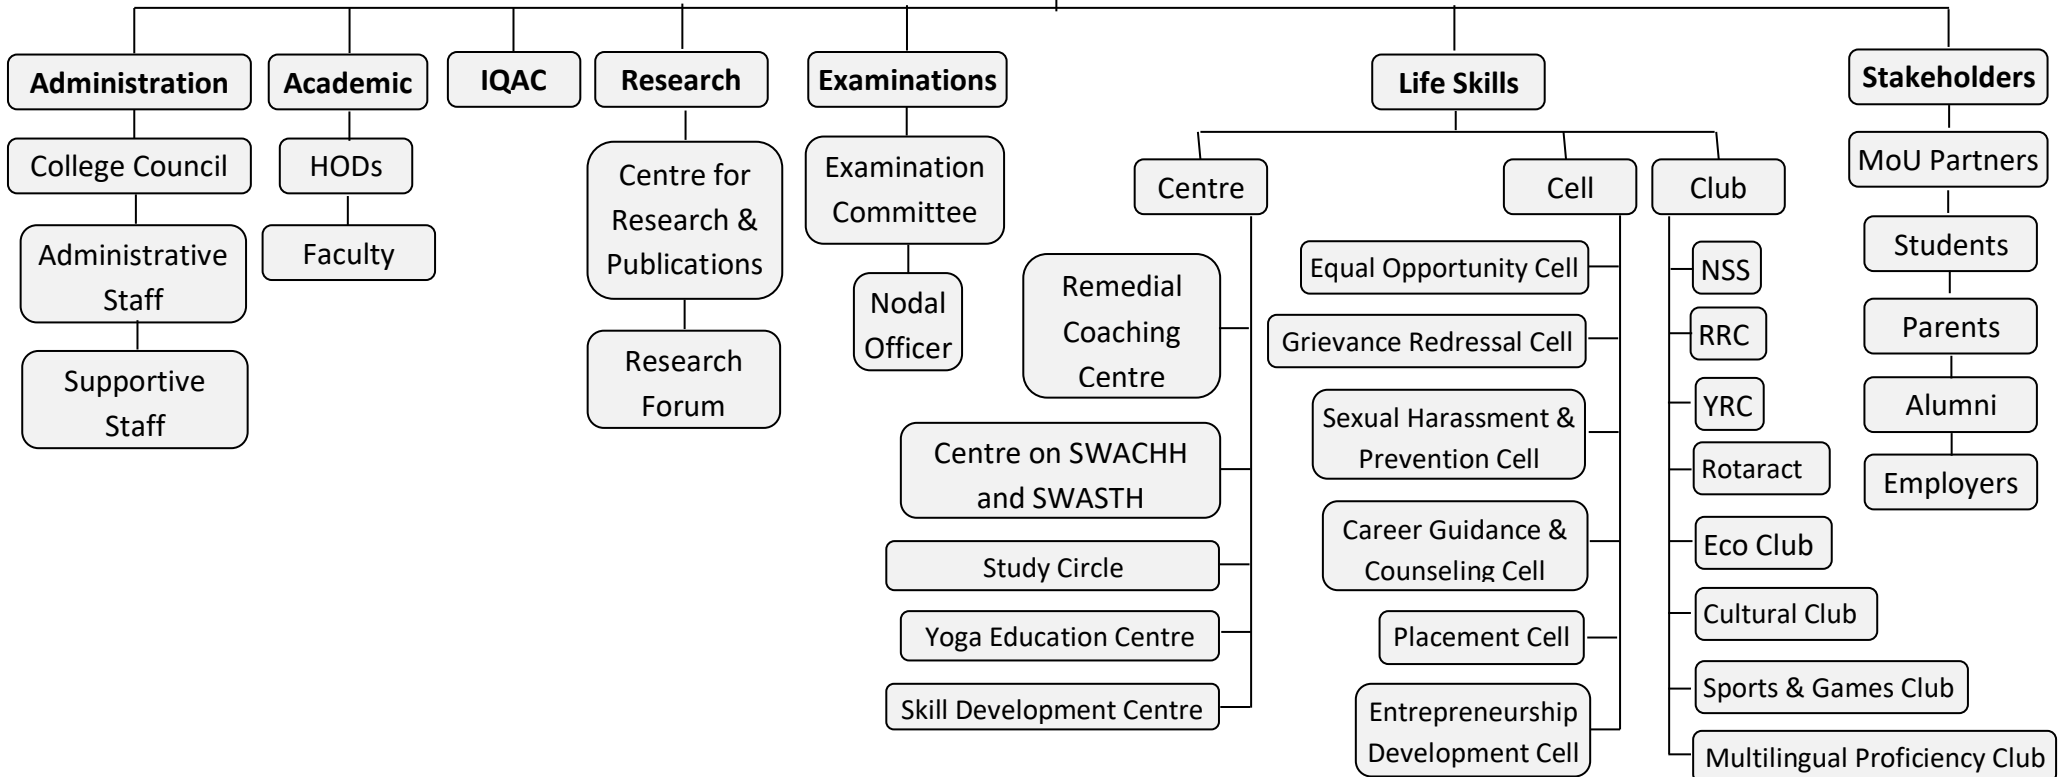 Administration
College Council
Administrative
Staff
Supportive
Staff
Academic
HODs
Faculty
IQAC
Research
Centre for
Research &
Publications
Research
Forum
Examinations
Examination
Committee
Nodal
Officer
Life Skills
Centre
Remedial
Coaching
Centre
Centre on SWACHH
and SWASTH
Study Circle
Yoga Education Centre
Skill Development Centre
Cell
Equal Opportunity Cell
Grievance Redressal Cell
Sexual Harassment &
Prevention Cell
Career Guidance &
Counseling Cell
Placement Cell
Entrepreneurship
Development Cell
Club
NSS
RRC
YRC
Rotaract
Eco Club
Cultural Club
Sports & Games Club
Multilingual Proficiency Club
Stakeholders
MoU Partners
Students
Parents
Alumni
Employers